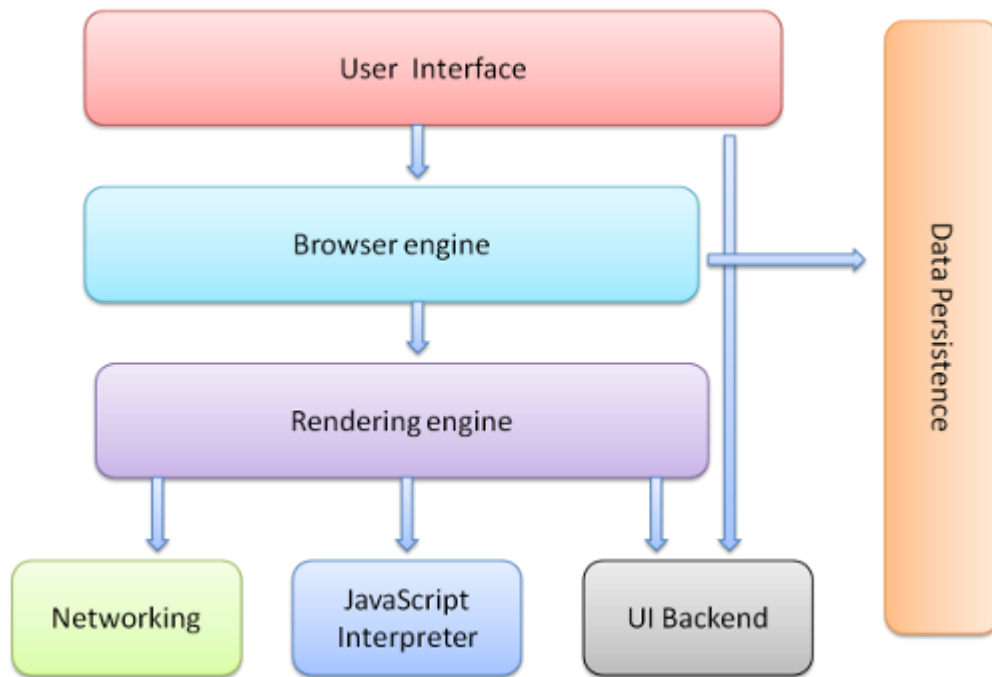 User Interface
Browser engine
Data Persistence
Rendering engine
Networking
JavaScript
Interpreter
UI Backend